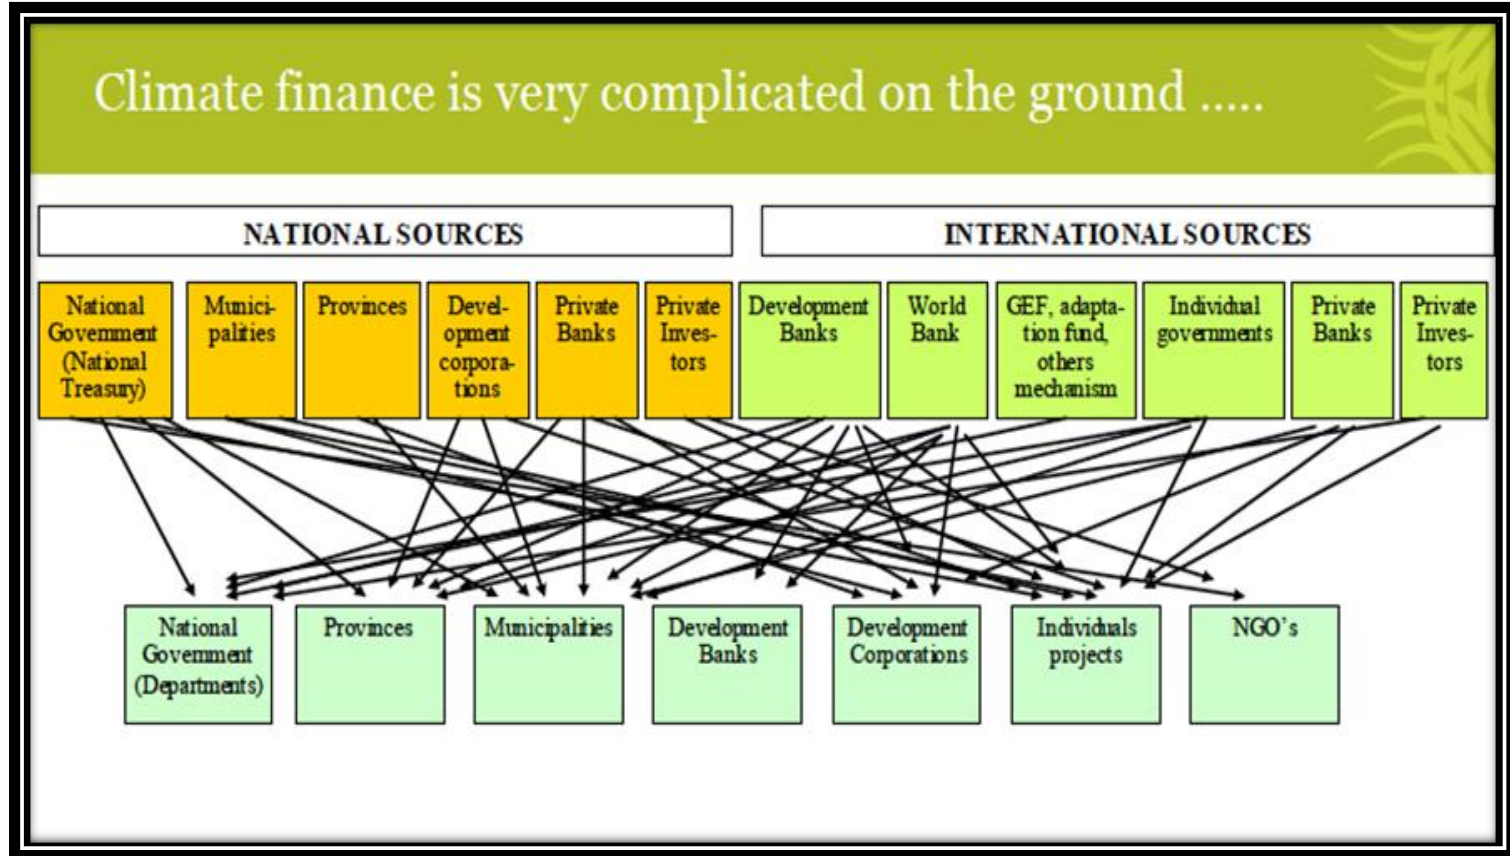 Climate finance is very complicated on the ground .....
NATIONAL SOURCES
INTERNATIONAL SOURCES
National
Government
(National
Treasury)
Munici-
palities
Provinces
Devel-
opment
corpora-
tions
Private
Banks
Private
Inves-
tors
Development
Banks
World
Bank
GEF, adapta-
tion fund,
others
mechanism
Individual
governments
Private
Banks
Private
Inves-
tors
National
Government
(Departments)
Provinces
Municipalities
Development
Banks
Development
Corporations
Individuals
projects
NGO's